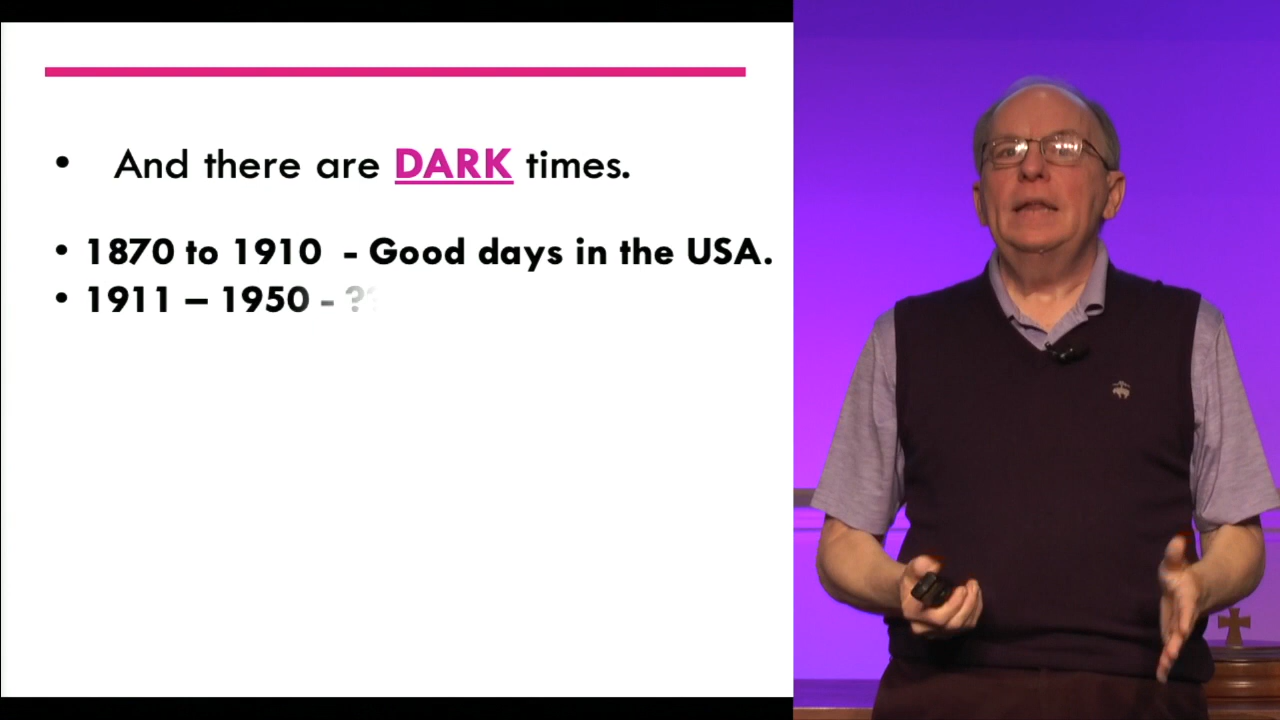 • And there are DARK times.
• 1870 to 1910 - Good days in the USA.
• 1911 – 1950 - ??